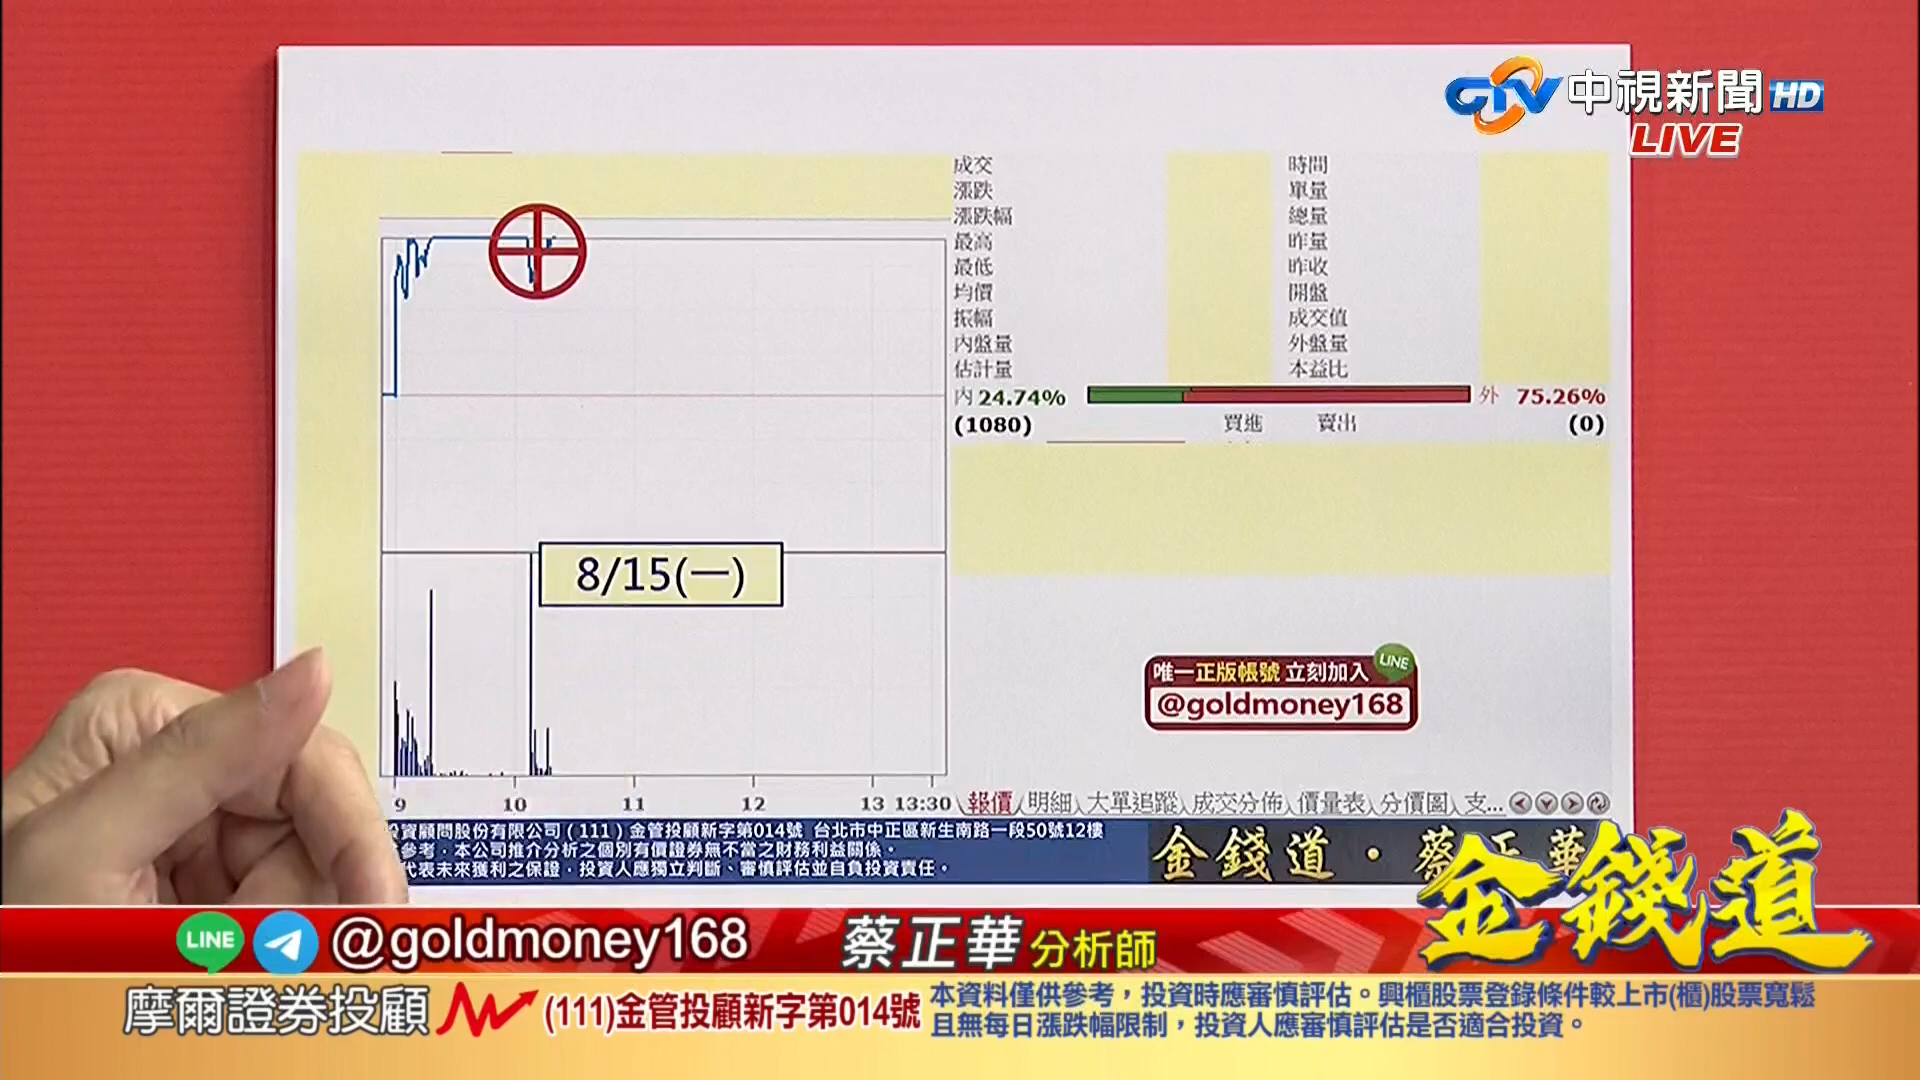 CTV 中視新聞 HD
LIVE
成交 時間
漲跌 單量
漲跌幅 總量
最高 昨量
最低 昨收
均價 開盤
振幅 成交值
內盤量 外盤量
估計量 本益比
內 24.74% 外 75.26%
(1080) 買進 賣出 (0)
8/15(一)
唯一正版帳號 立刻加入 LINE
@goldmoney168
9 10 11 12 13 13:30
報價 明細 大單追蹤 成交分佈 價量表 分價圖 支...
投資顧問股份有限公司(111)金管投顧新字第014號 台北市中正區新生南路一段50號12樓
參考,本公司推介分析之個別有價證券無不當之財務利益關係。
代表未來獲利之保證,投資人應獨立判斷、審慎評估並自負投資責任。
金錢道・蔡正華
金錢道
LINE @goldmoney168 蔡正華 分析師
摩爾證券投顧 (111)金管投顧新字第014號
本資料僅供參考,投資時應審慎評估。興櫃股票登錄條件較上市(櫃)股票寬鬆
且無每日漲跌幅限制,投資人應審慎評估是否適合投資。